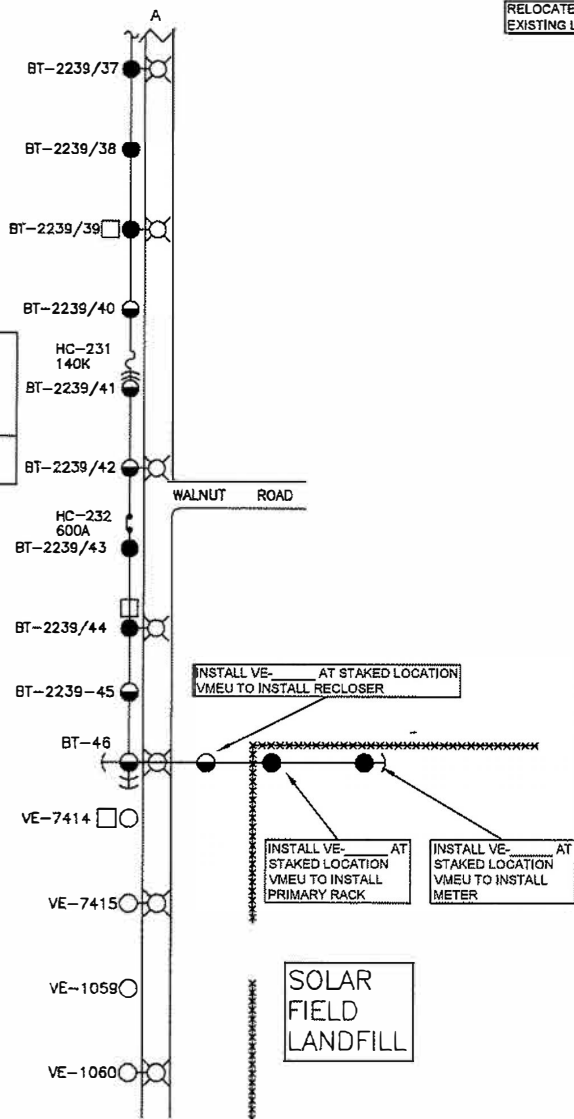 A
RELOCATE
EXISTING L
BT-2239/37
BT-2239/38
BT-2239/39
BT-2239/40
HC-231
140K
BT-2239/41
BT-2239/42
WALNUT ROAD
HC-232
600A
BT-2239/43
BT-2239/44
INSTALL VE-_____ AT STAKED LOCATION
VMEU TO INSTALL RECLOSER
BT-2239-45
BT-46
VE-7414
INSTALL VE-_____ AT
STAKED LOCATION
VMEU TO INSTALL
PRIMARY RACK
INSTALL VE-_____ AT
STAKED LOCATION
VMEU TO INSTALL
METER
VE-7415
VE-1059
SOLAR
FIELD
LANDFILL
VE-1060